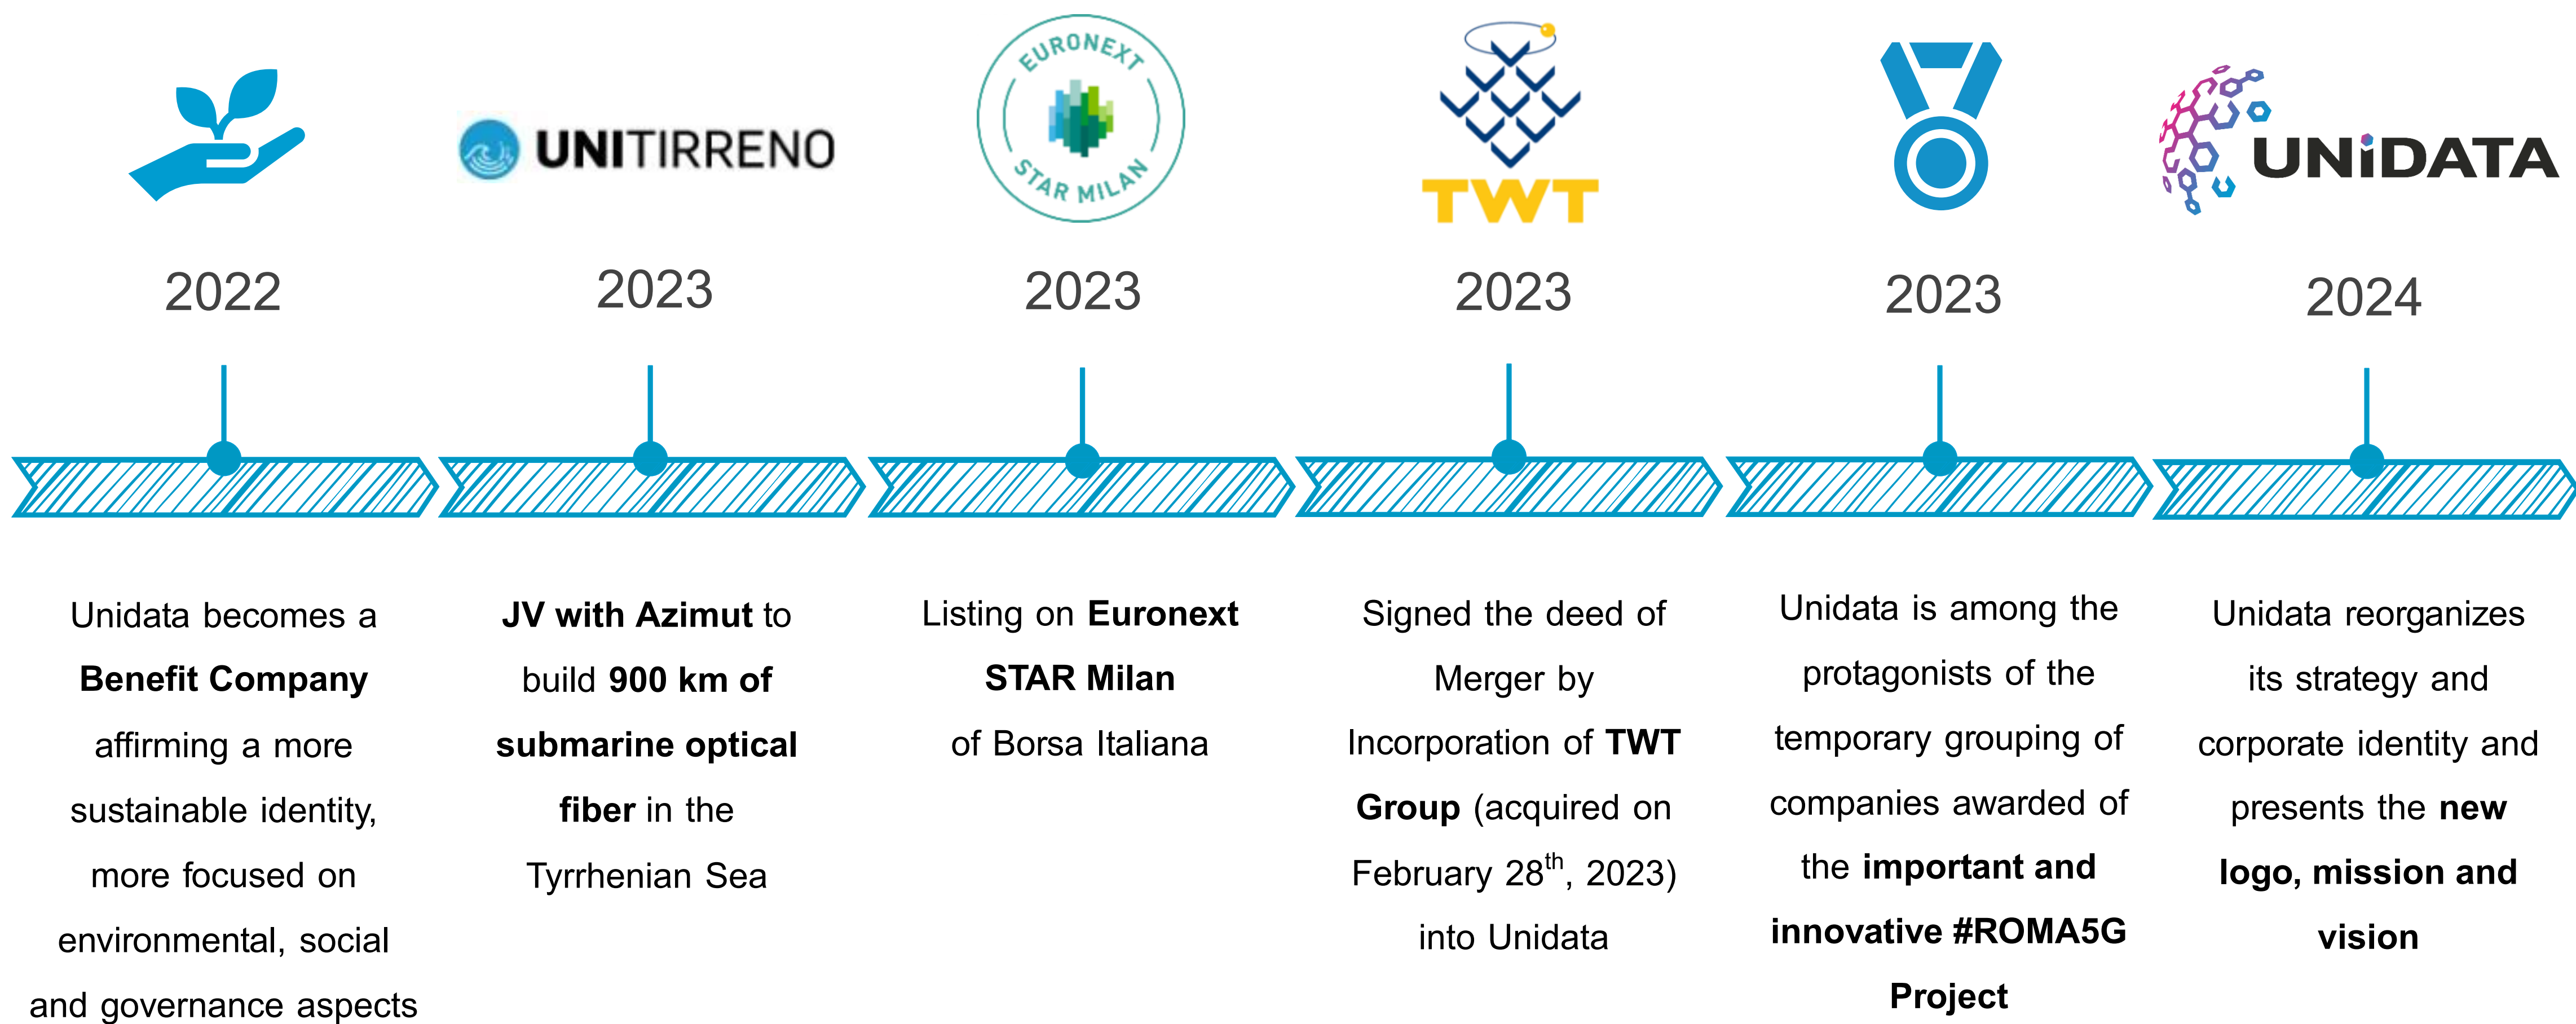 EURONEXT
STAR MILAN
UNITIRRENO
TWT
UNiDATA
2022
2023
2023
2023
2023
2024
Unidata becomes a
Benefit Company
affirming a more
sustainable identity,
more focused on
environmental, social
and governance aspects
JV with Azimut to
build 900 km of
submarine optical
fiber in the
Tyrrhenian Sea
Listing on Euronext
STAR Milan
of Borsa Italiana
Signed the deed of
Merger by
Incorporation of TWT
Group (acquired on
February 28th, 2023)
into Unidata
Unidata is among the
protagonists of the
temporary grouping of
companies awarded of
the important and
innovative #ROMA5G
Project
Unidata reorganizes
its strategy and
corporate identity and
presents the new
logo, mission and
vision